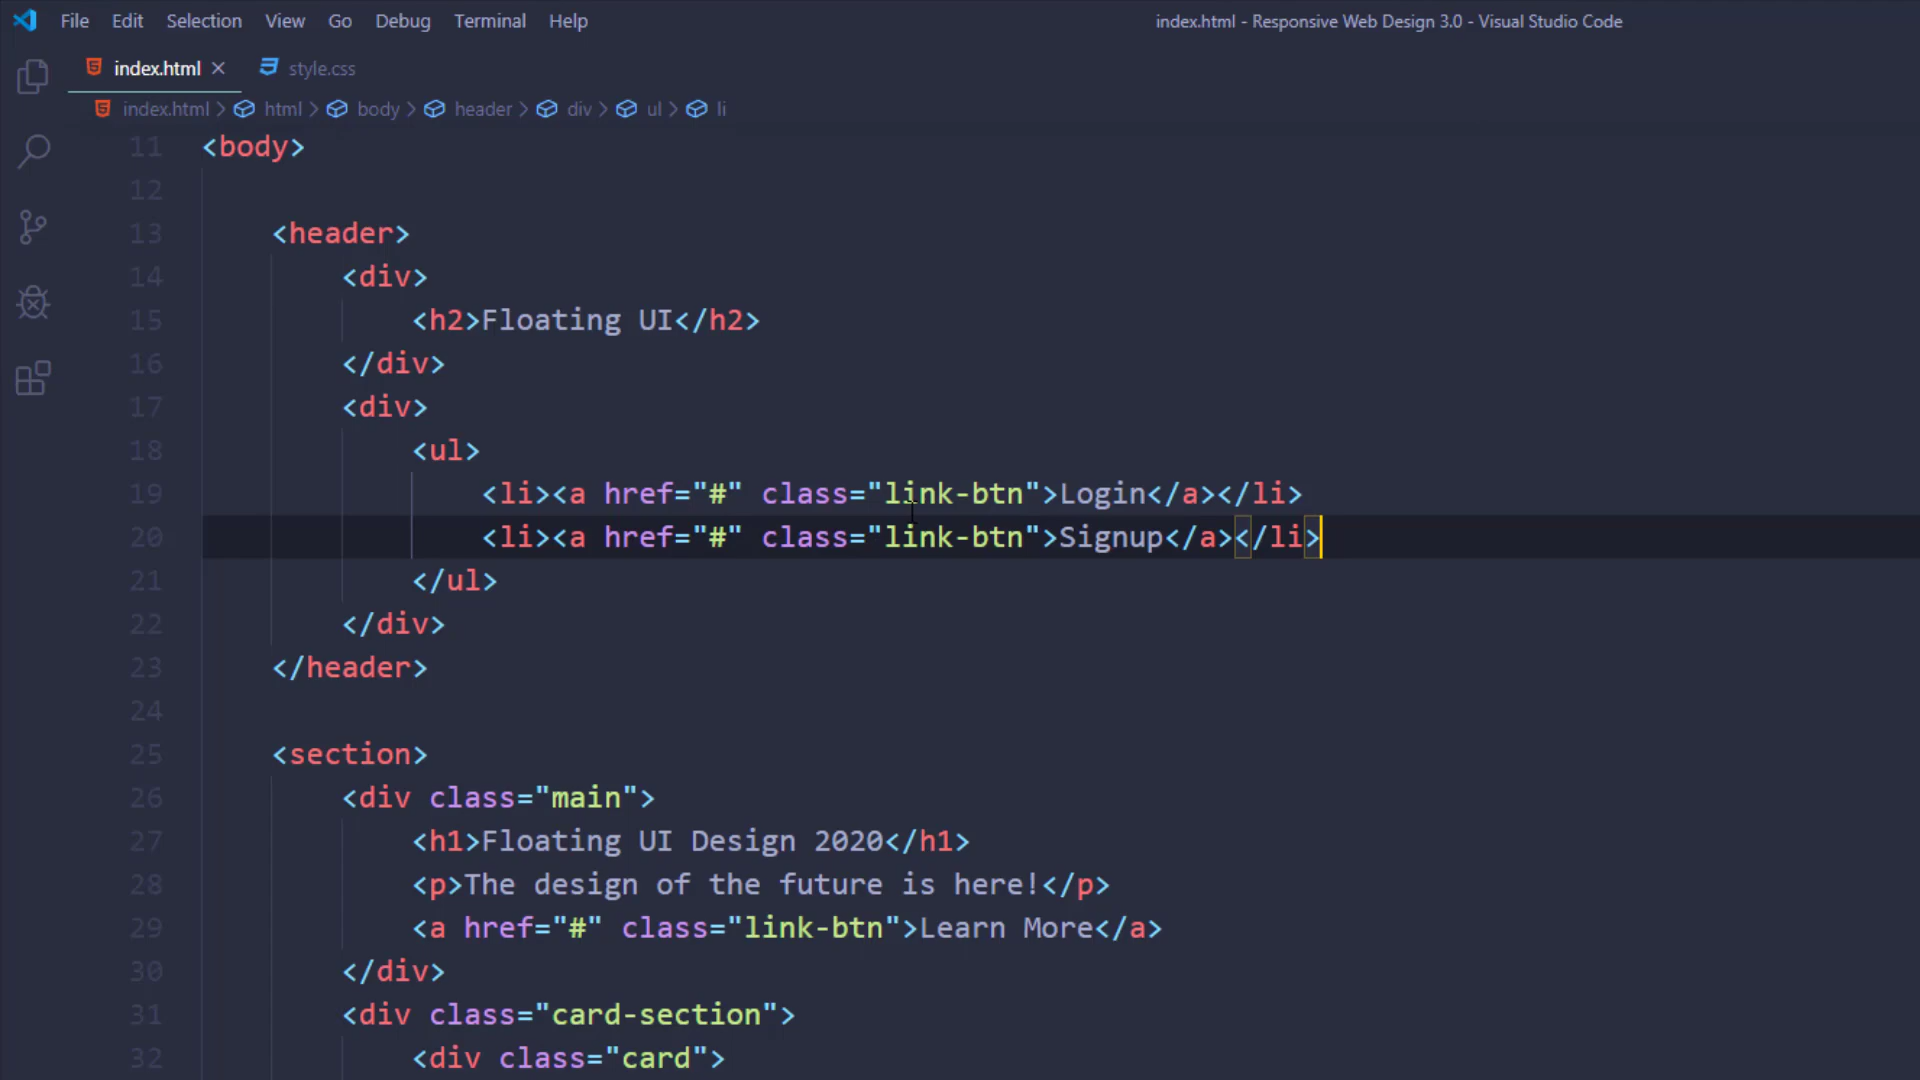 File Edit Selection View Go Debug Terminal Help index.html - Responsive Web Design 3.0 - Visual Studio Code
index.html style.css
index.html > html > body > header > div > ul > li
11 <body>
12
13 <header>
14 <div>
15 <h2>Floating UI</h2>
16 </div>
17 <div>
18 <ul>
19 <li><a href="#" class="link-btn">Login</a></li>
20 <li><a href="#" class="link-btn">Signup</a></li>
21 </ul>
22 </div>
23 </header>
24
25 <section>
26 <div class="main">
27 <h1>Floating UI Design 2020</h1>
28 <p>The design of the future is here!</p>
29 <a href="#" class="link-btn">Learn More</a>
30 </div>
31 <div class="card-section">
32 <div class="card">